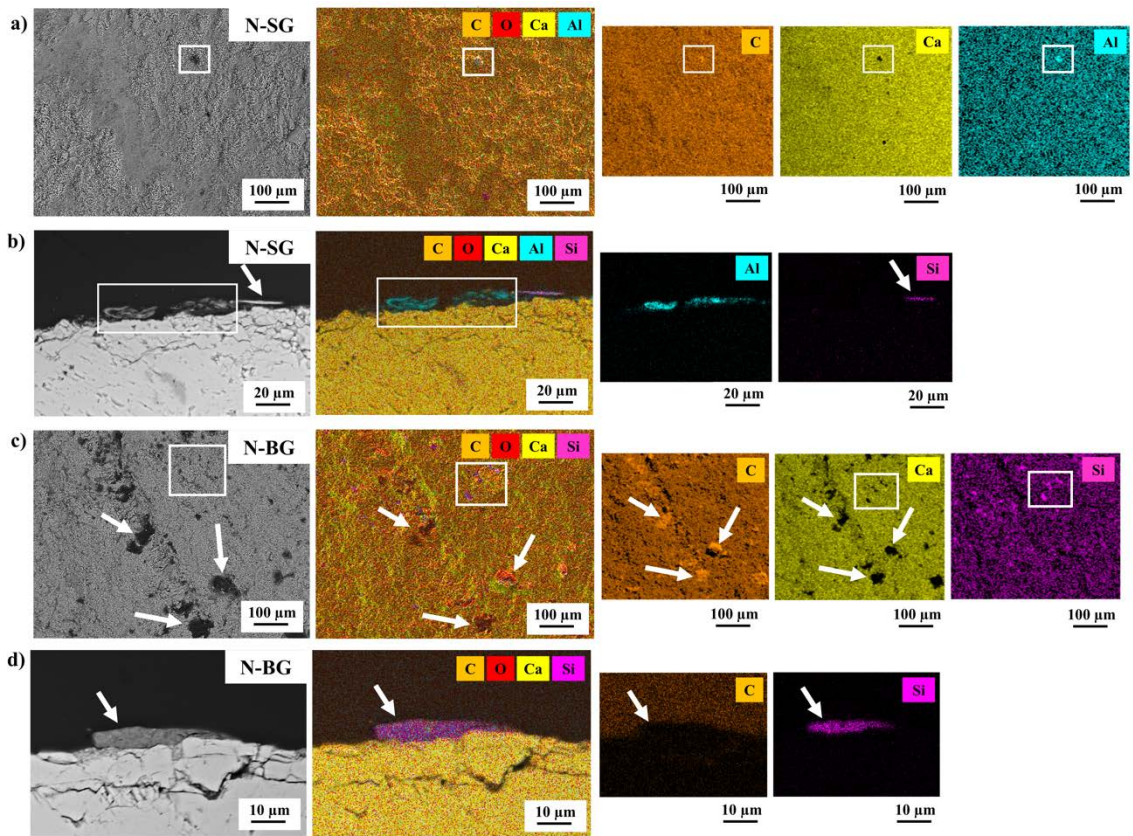 a) N-SG C O Ca Al C Ca Al
100 µm 100 µm 100 µm 100 µm 100 µm
b) N-SG C O Ca Al Si Al Si
20 µm 20 µm 20 µm 20 µm
c) N-BG C O Ca Si C Ca Si
100 µm 100 µm 100 µm 100 µm 100 µm
d) N-BG C O Ca Si C Si
10 µm 10 µm 10 µm 10 µm